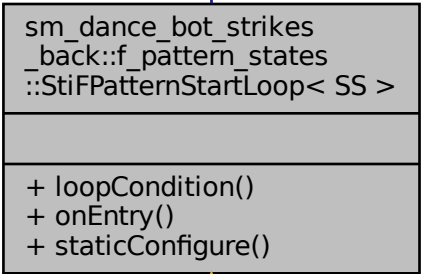 sm_dance_bot_strikes
_back::f_pattern_states
::StiFPatternStartLoop< SS >
+ loopCondition()
+ onEntry()
+ staticConfigure()